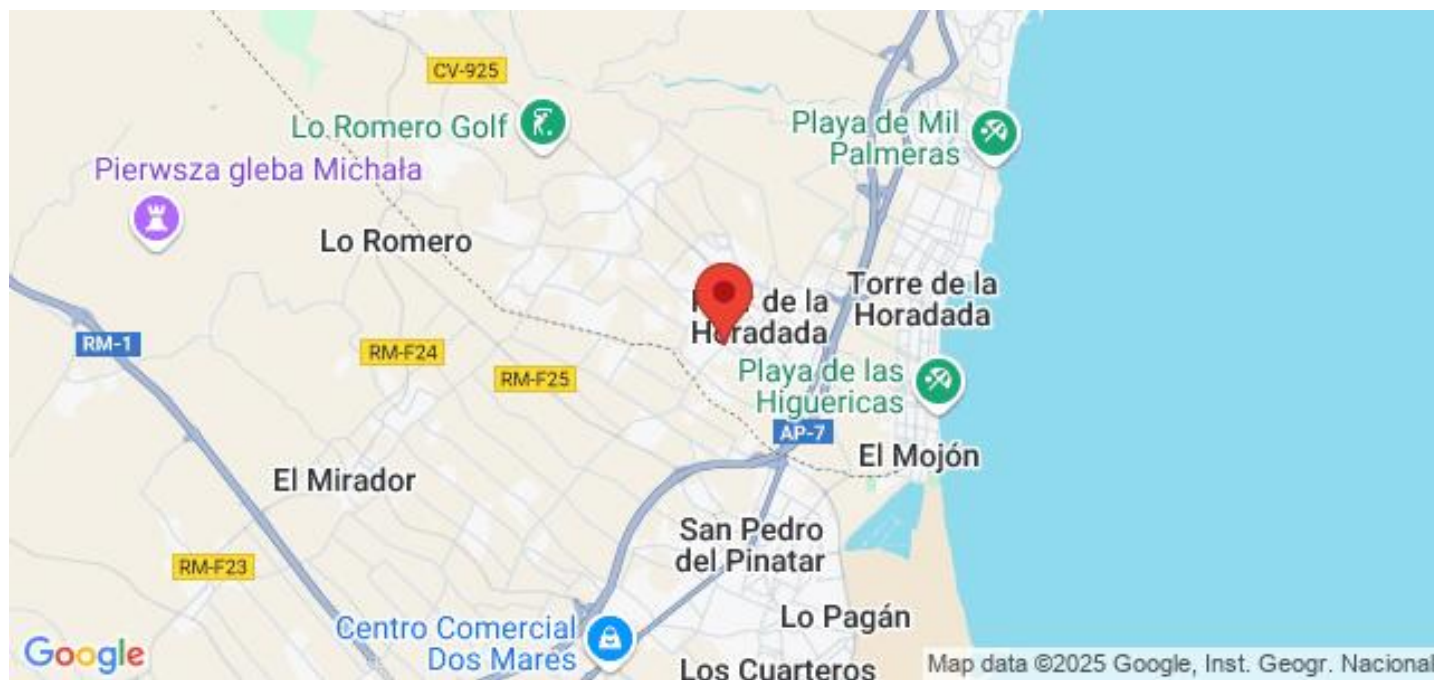 CV-925
Lo Romero Golf
Playa de Mil
Palmeras
Pierwsza gleba Michała
Lo Romero
de la
Horadada
Torre de la
Horadada
RM-1
RM-F24
RM-F25
Playa de las
Higuericas
AP-7
El Mojón
El Mirador
San Pedro
del Pinatar
RM-F23
Lo Pagán
Centro Comercial
Dos Mares
Los Cuarteros
Google
Map data ©2025 Google, Inst. Geogr. Nacional